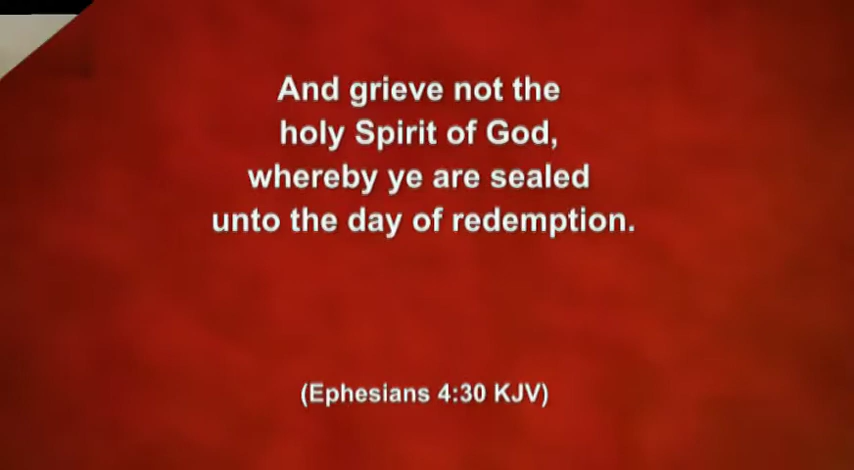 And grieve not the
holy Spirit of God,
whereby ye are sealed
unto the day of redemption.
(Ephesians 4:30 KJV)